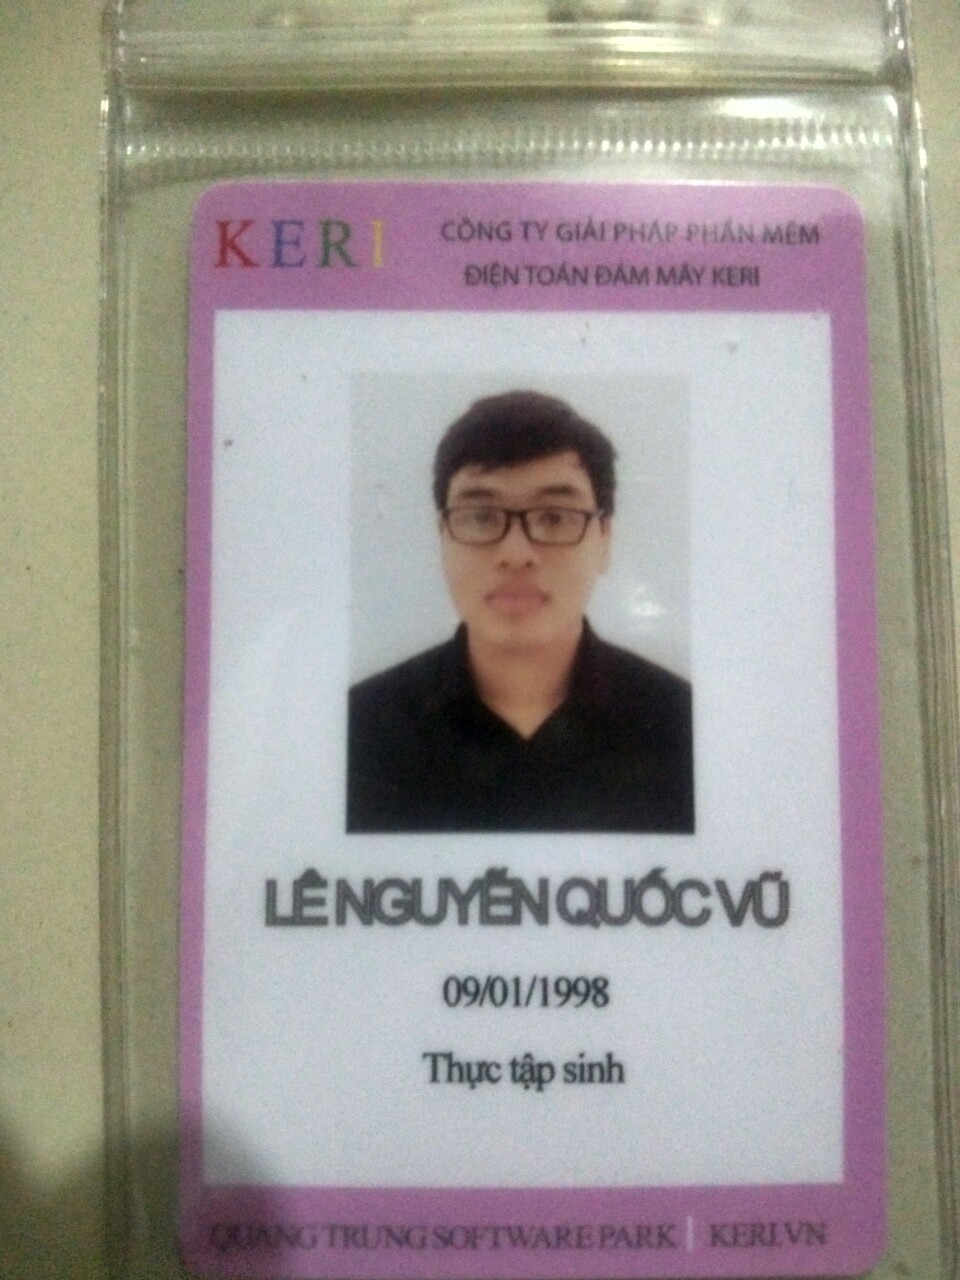 KERI
CÔNG TY GIẢI PHÁP PHẦN MỀM
ĐIỆN TOÁN ĐÁM MÂY KERI
LÊ NGUYỄN QUỐC VŨ
09/01/1998
Thực tập sinh
QUANG TRUNG SOFTWARE PARK | KERI.VN